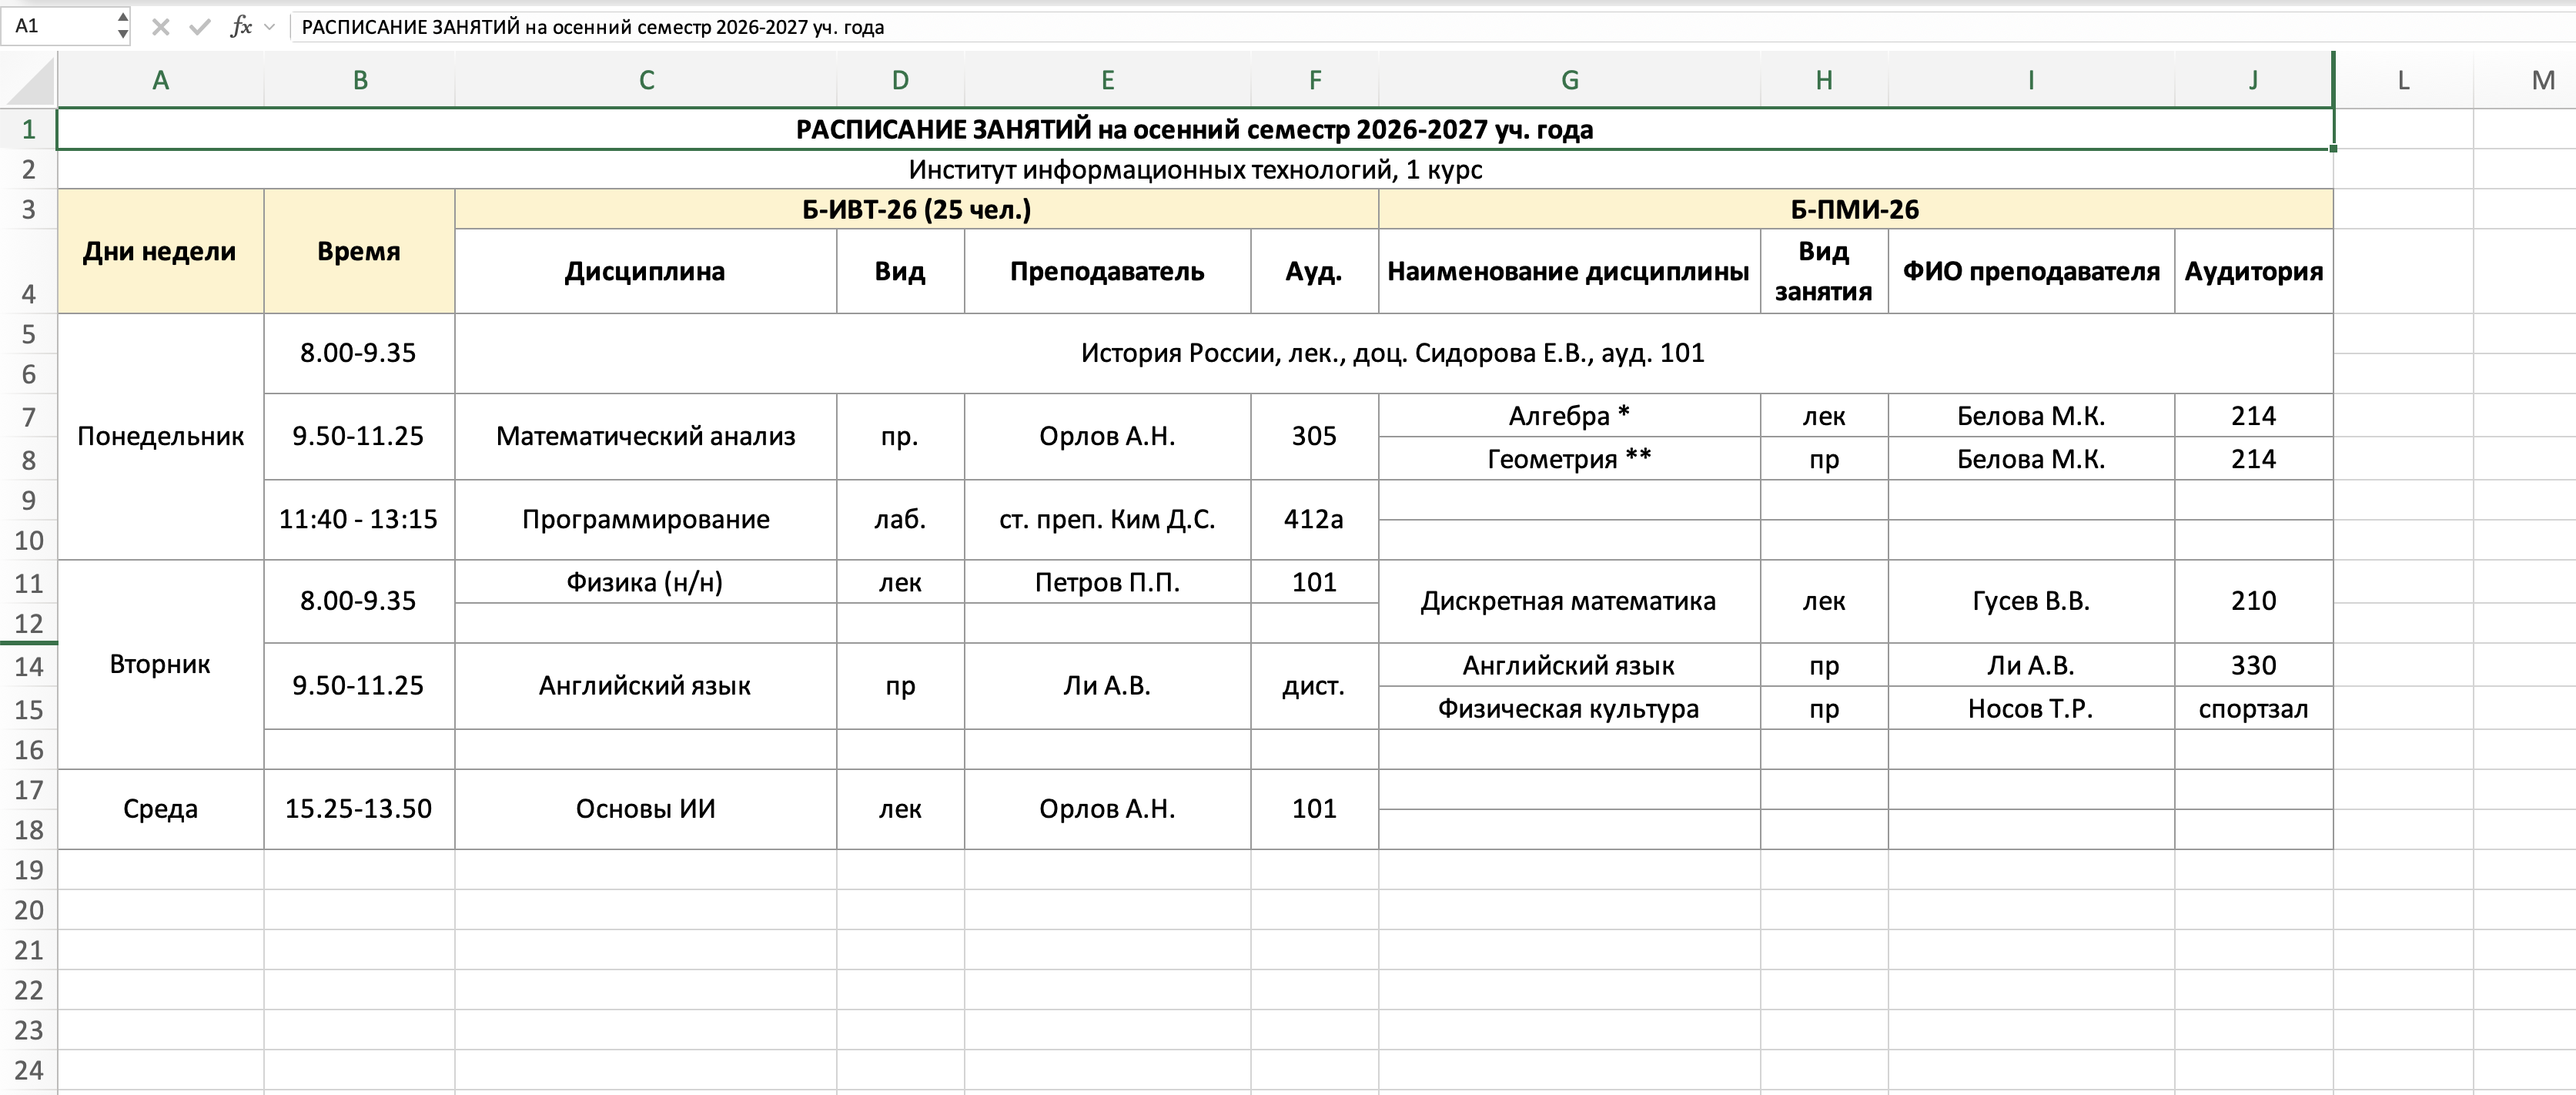 A1
fx
РАСПИСАНИЕ ЗАНЯТИЙ на осенний семестр 2026-2027 уч. года
A B C D E F G H I J L M
1 РАСПИСАНИЕ ЗАНЯТИЙ на осенний семестр 2026-2027 уч. года
2 Институт информационных технологий, 1 курс
3 Дни недели Время Б-ИВТ-26 (25 чел.) Б-ПМИ-26
4 Дисциплина Вид Преподаватель Ауд. Наименование дисциплины Вид занятия ФИО преподавателя Аудитория
5 Понедельник 8.00-9.35 История России, лек., доц. Сидорова Е.В., ауд. 101
6
7 9.50-11.25 Математический анализ пр. Орлов А.Н. 305 Алгебра * лек Белова М.К. 214
8 Геометрия ** пр Белова М.К. 214
9 11:40 - 13:15 Программирование лаб. ст. преп. Ким Д.С. 412а
10
11 Вторник 8.00-9.35 Физика (н/н) лек Петров П.П. 101 Дискретная математика лек Гусев В.В. 210
12
14 9.50-11.25 Английский язык пр Ли А.В. дист. Английский язык пр Ли А.В. 330
15 Физическая культура пр Носов Т.Р. спортзал
16
17 Среда 15.25-13.50 Основы ИИ лек Орлов А.Н. 101
18
19
20
21
22
23
24